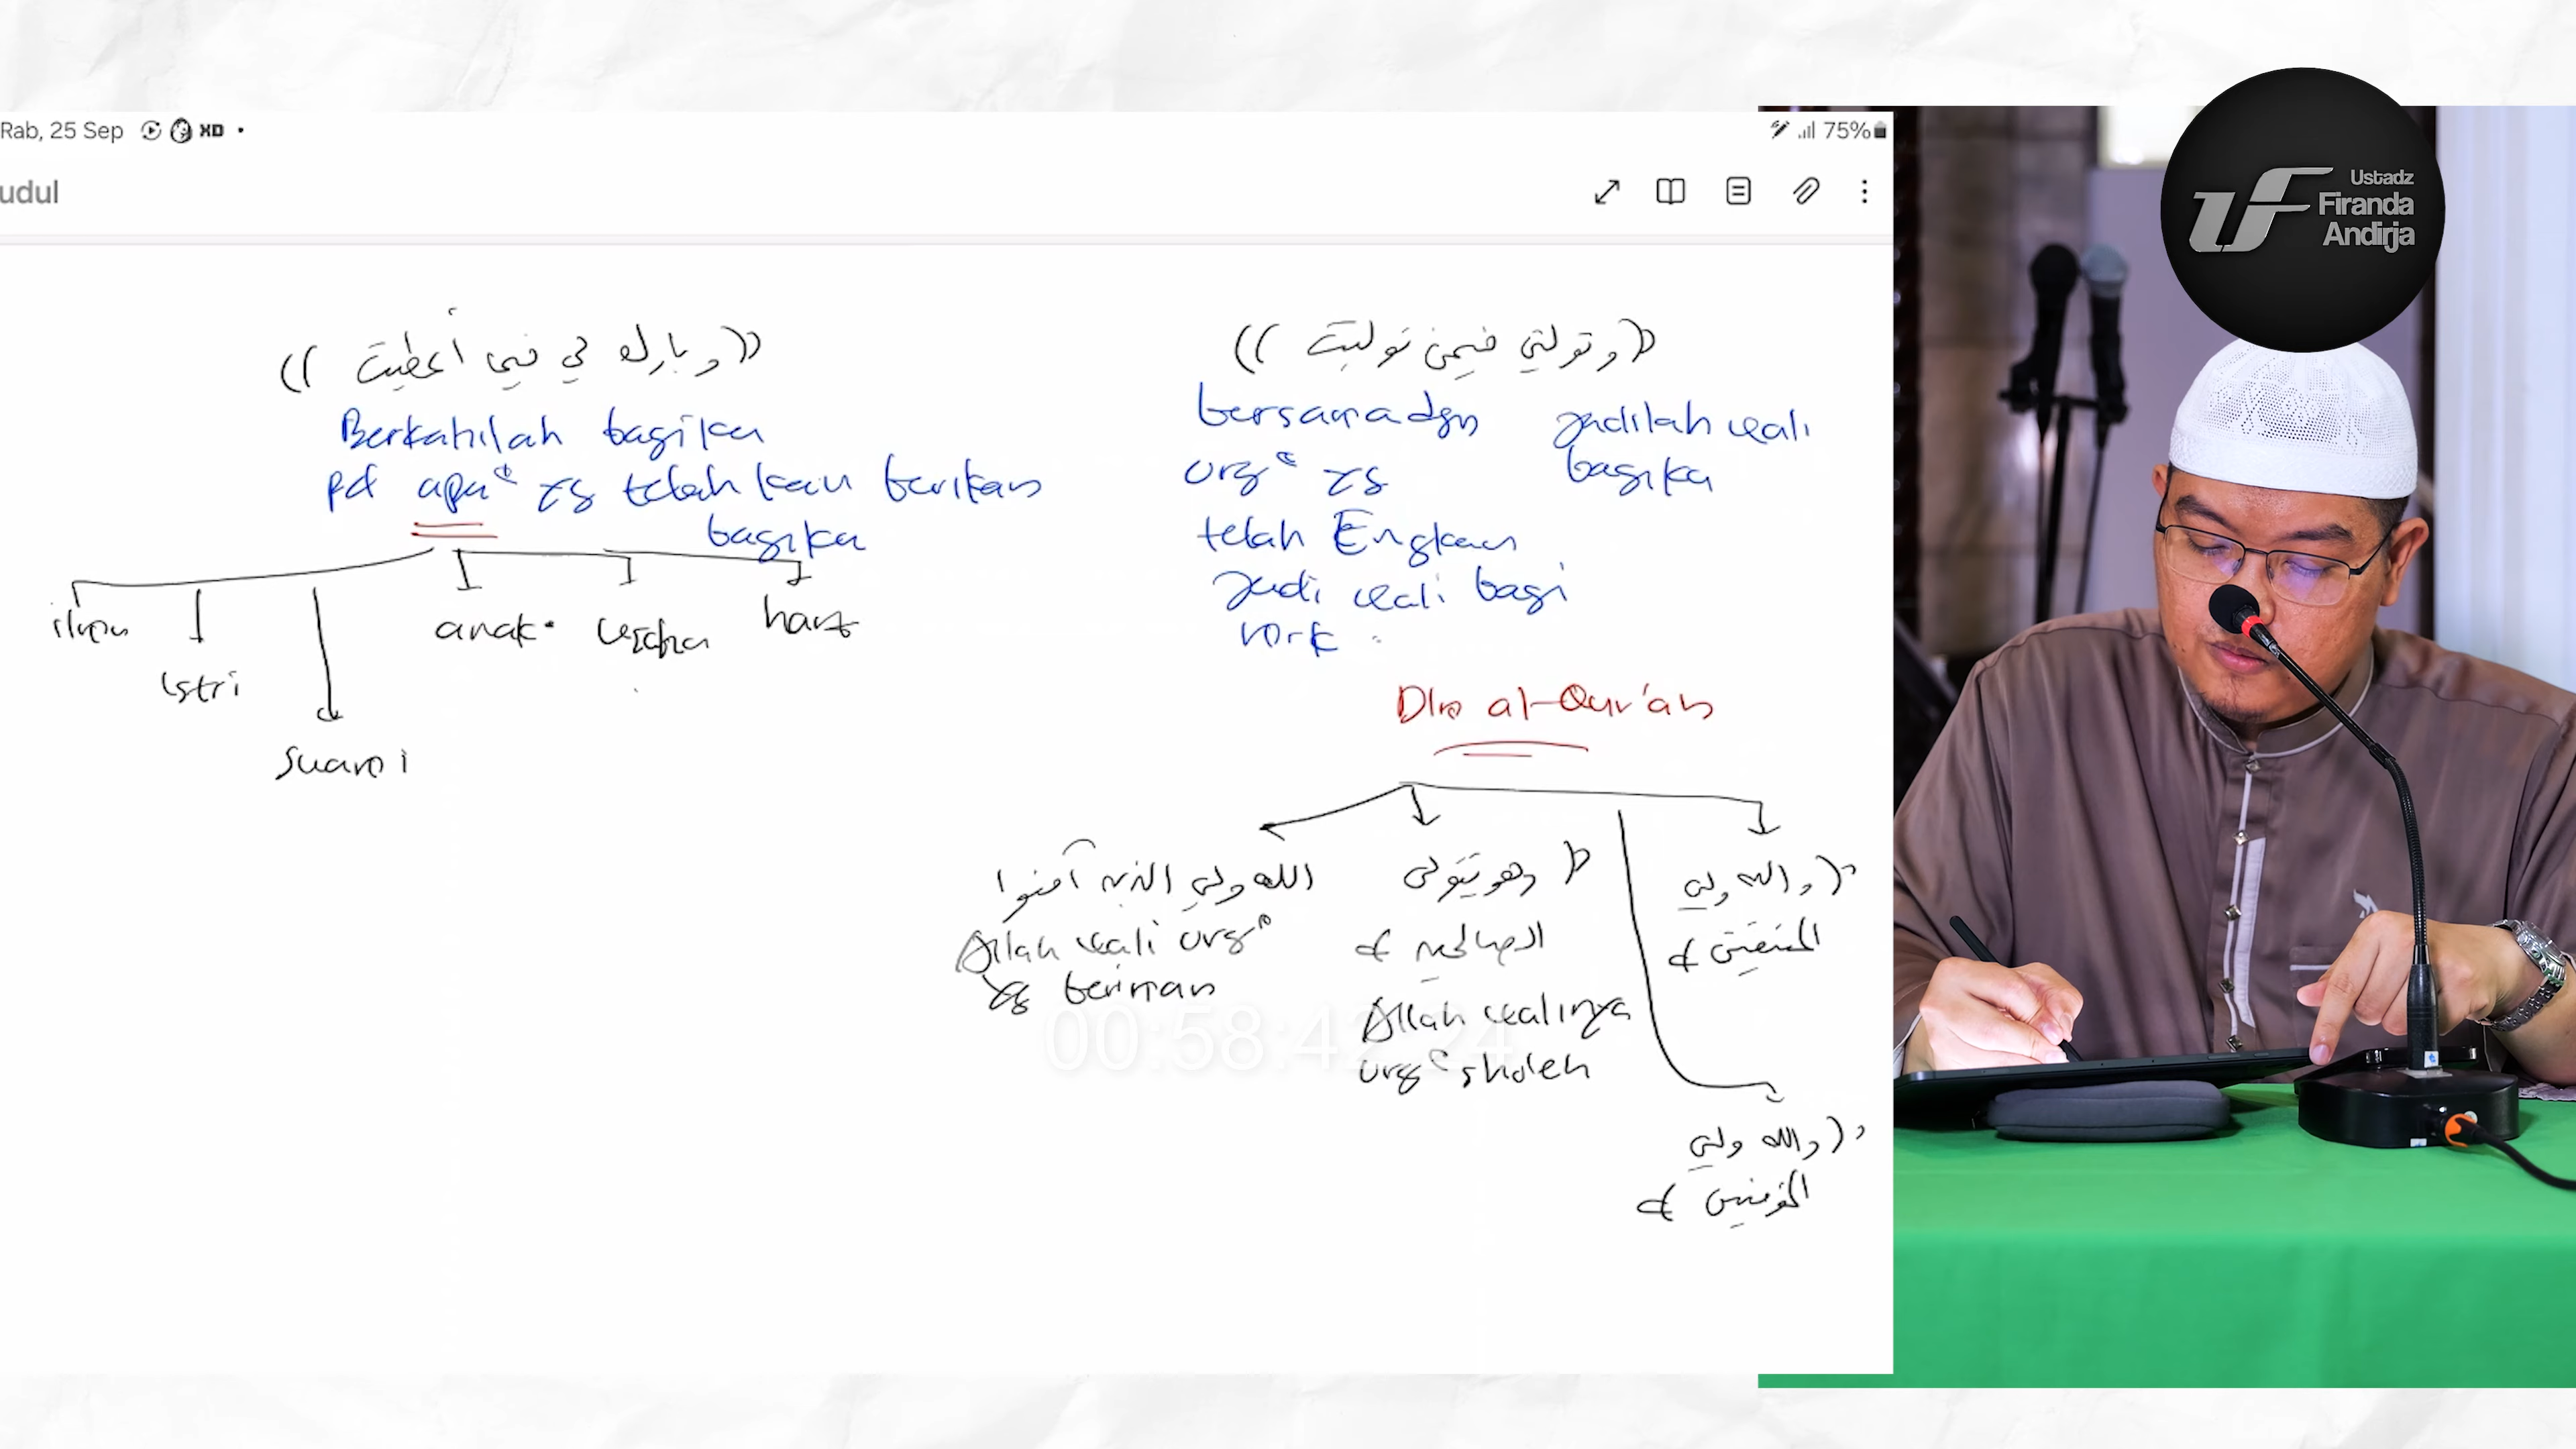 Rab, 25 Sep
75%
udul
Ustadz
Firanda
Andirja
((وتولني فيمن توليت))
bersama dgn
org² yg
telah Engkau
jadi wali bagi
mrk
jadilah wali
bagiku
Dlm al-Qur'an
((والله ولي
المتقين
((والله ولي
المؤمنين
((وهو يتولى
الصالحين
Allah walinya
org² sholeh
الله ولي الذين آمنوا
Allah wali org²
yg beriman
((وبارك لي فيما أعطيت))
Berkahilah bagiku
pd apa² yg telah kau berikan
bagiku
ilmu
Istri
Suami
anak
usaha
harta
00:58:42:24